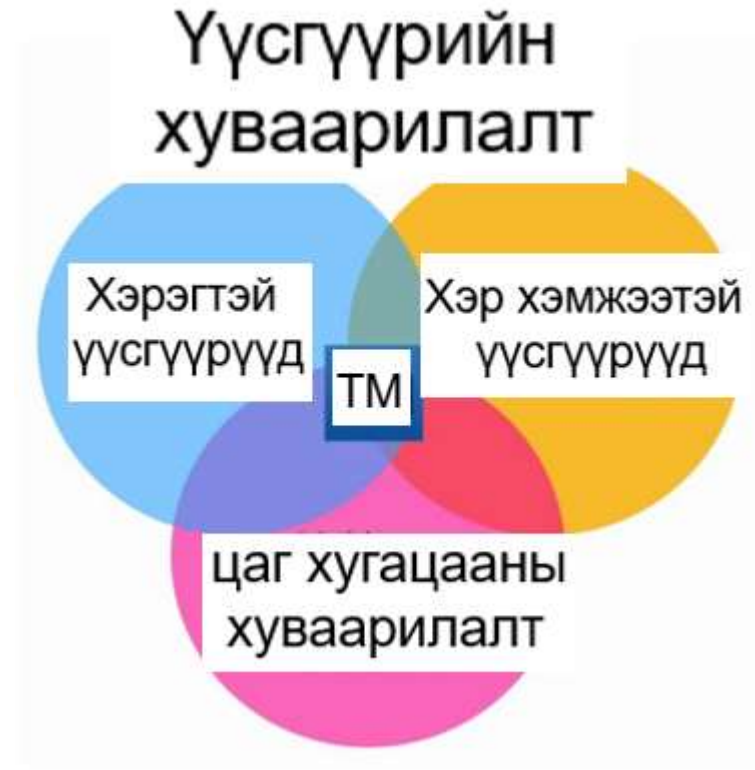 Үүсгүүрийн
хуваарилалт
Хэрэгтэй
үүсгүүрүүд
Хэр хэмжээтэй
үүсгүүрүүд
ТМ
цаг хугацааны
хуваарилалт